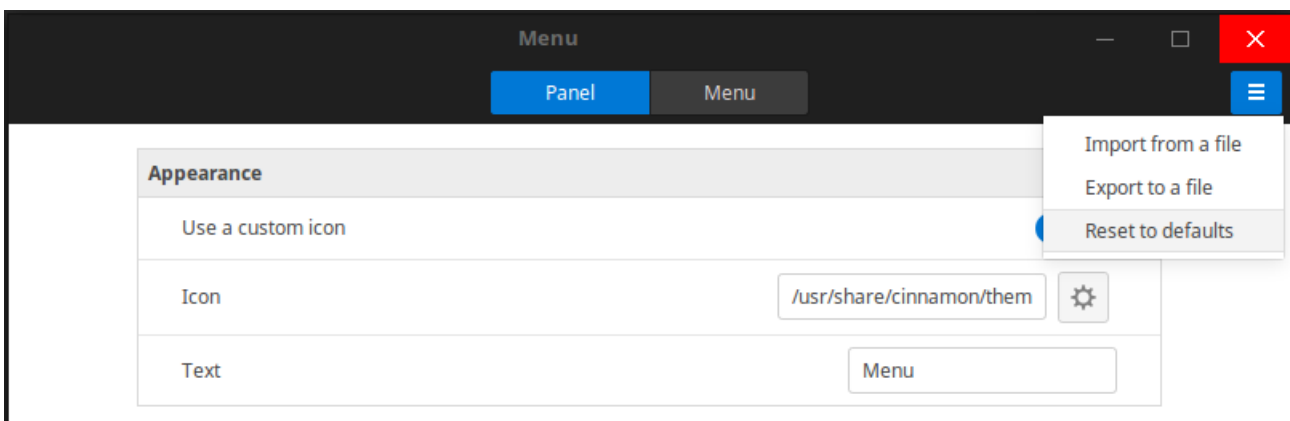 Menu
Panel Menu
Import from a file
Export to a file
Reset to defaults
Appearance
Use a custom icon
Icon /usr/share/cinnamon/them
Text Menu